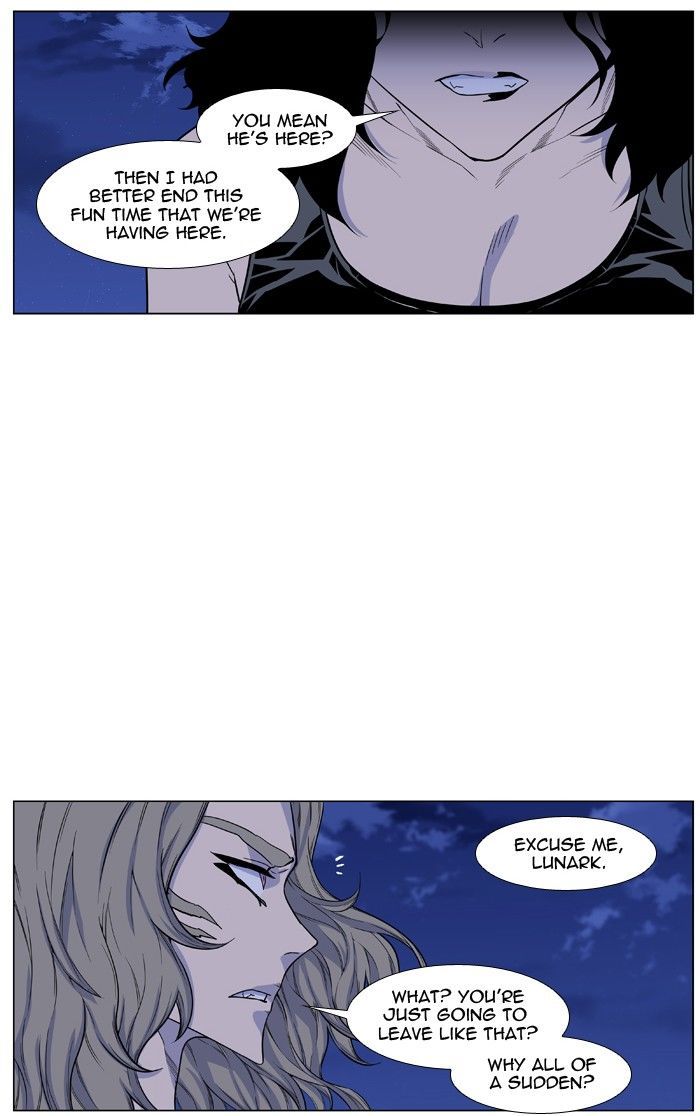 YOU MEAN
HE'S HERE?
THEN I HAD
BETTER END THIS
FUN TIME THAT WE'RE
HAVING HERE.
EXCUSE ME,
LUNARK.
WHAT? YOU'RE
JUST GOING TO
LEAVE LIKE THAT?
WHY ALL OF
A SUDDEN?